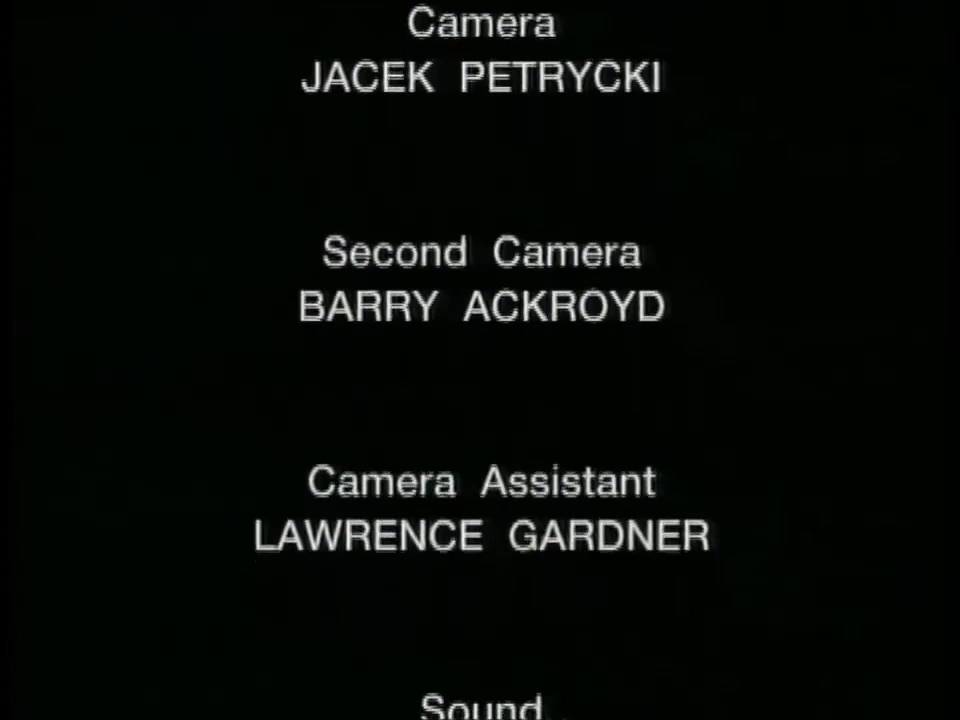 Camera
JACEK PETRYCKI
Second Camera
BARRY ACKROYD
Camera Assistant
LAWRENCE GARDNER
Sound